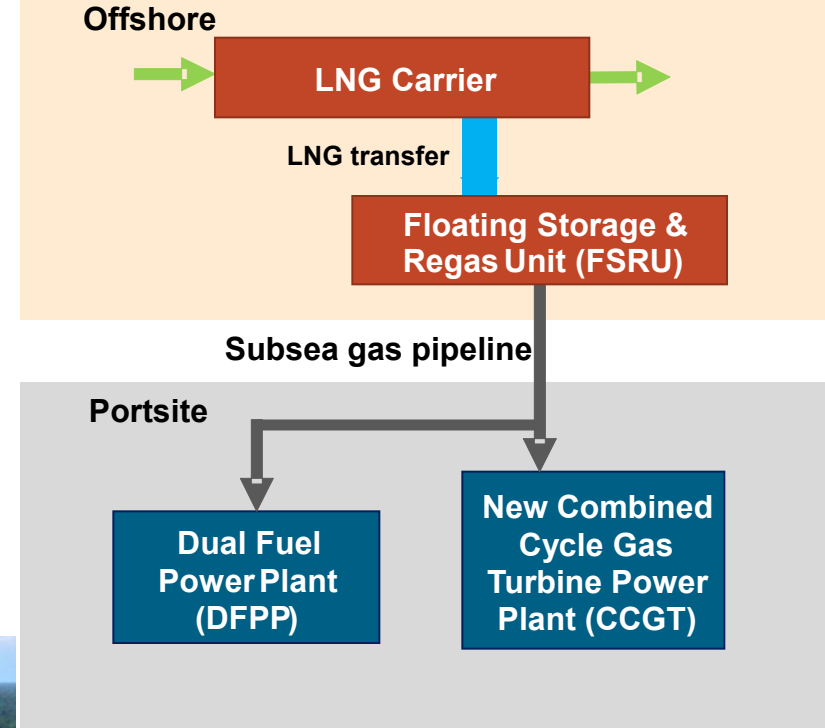 Offshore
LNG Carrier
LNG transfer
Floating Storage &
Regas Unit (FSRU)
Subsea gas pipeline
Portsite
Dual Fuel
Power Plant
(DFPP)
New Combined
Cycle Gas
Turbine Power
Plant (CCGT)